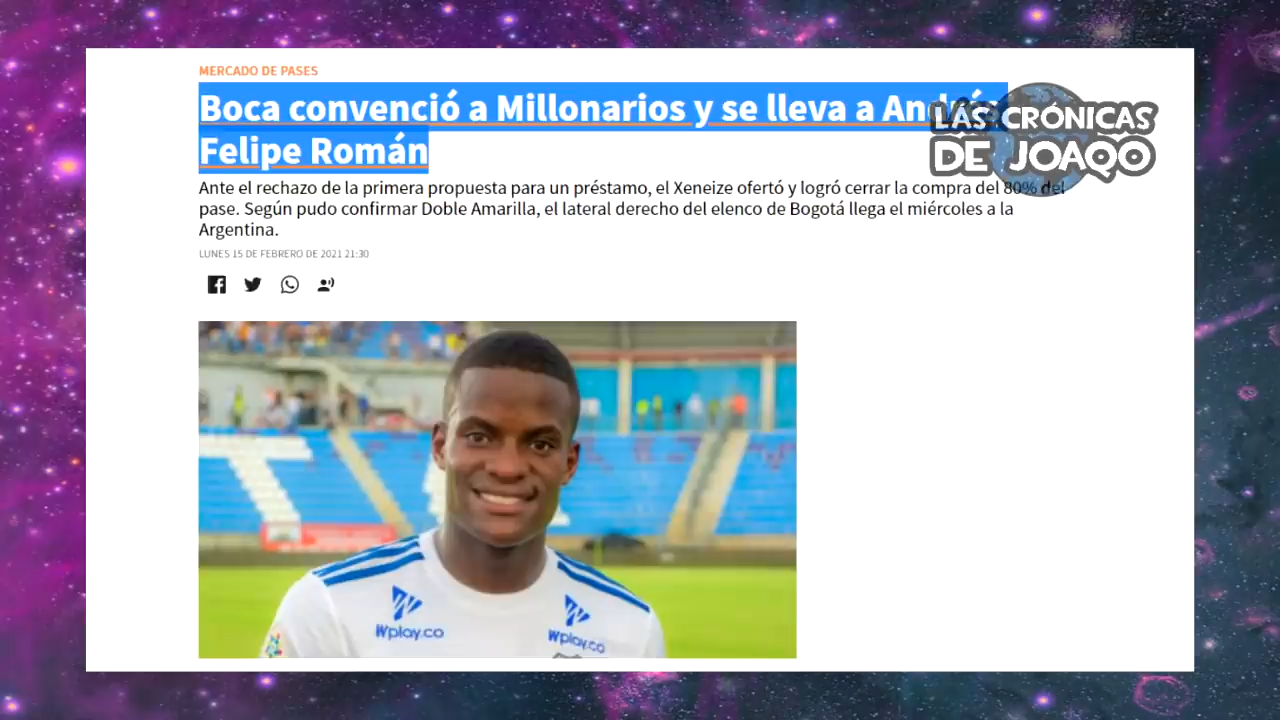 MERCADO DE PASES
Boca convenció a Millonarios y se lleva a Andrés
Felipe Román
LAS CRÓNICAS
DE JOAQO
Ante el rechazo de la primera propuesta para un préstamo, el Xeneize ofertó y logró cerrar la compra del 80% del
pase. Según pudo confirmar Doble Amarilla, el lateral derecho del elenco de Bogotá llega el miércoles a la
Argentina.
LUNES 15 DE FEBRERO DE 2021 21:30
Wplay.co
Wplay.co